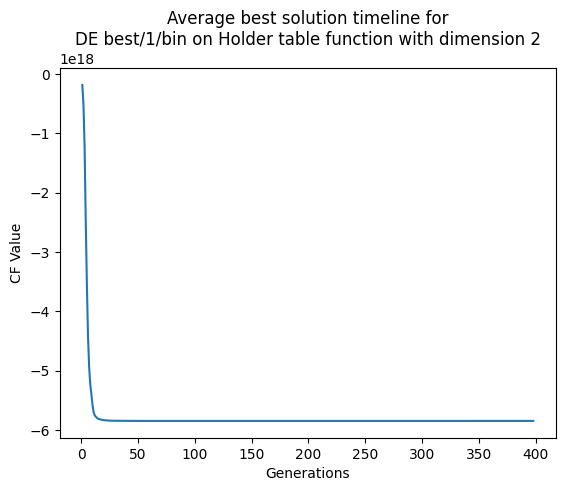 Average best solution timeline for
DE best/1/bin on Holder table function with dimension 2
1e18
0
−1
−2
−3
−4
−5
−6
CF Value
0 50 100 150 200 250 300 350 400
Generations